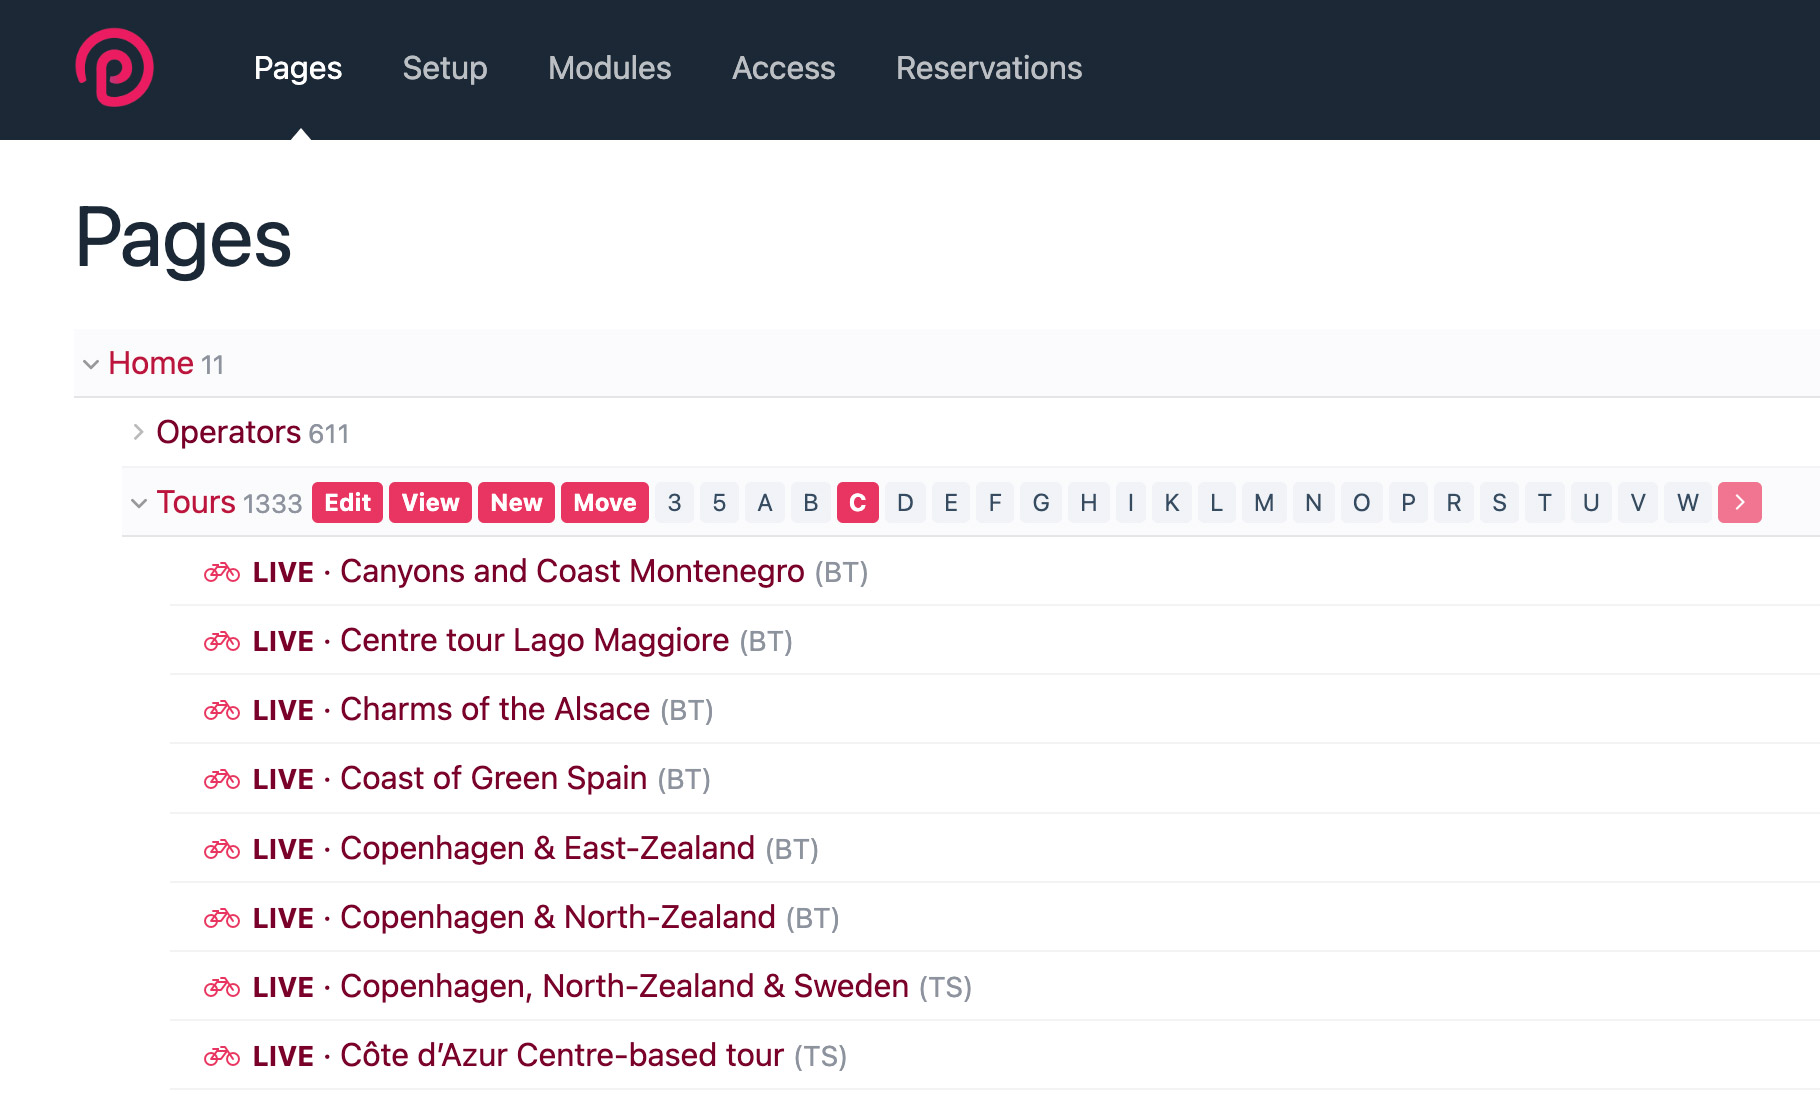 Pages Setup Modules Access Reservations
Pages
Home 11
Operators 611
Tours 1333 Edit View New Move 3 5 A B C D E F G H I K L M N O P R S T U V W
LIVE · Canyons and Coast Montenegro (BT)
LIVE · Centre tour Lago Maggiore (BT)
LIVE · Charms of the Alsace (BT)
LIVE · Coast of Green Spain (BT)
LIVE · Copenhagen & East-Zealand (BT)
LIVE · Copenhagen & North-Zealand (BT)
LIVE · Copenhagen, North-Zealand & Sweden (TS)
LIVE · Côte d’Azur Centre-based tour (TS)